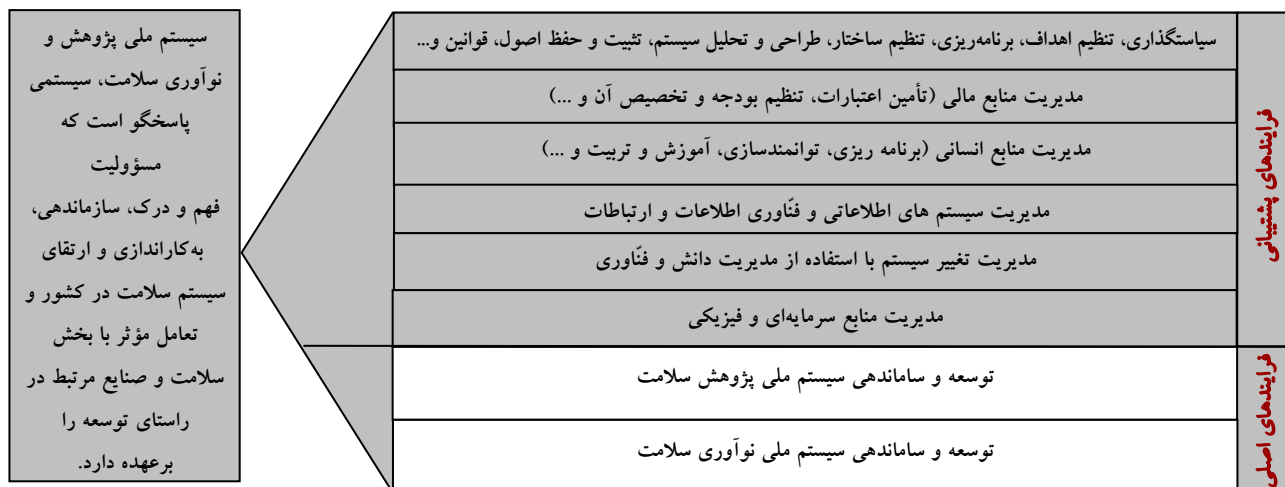 فرایندهای پشتیبانی
سیاستگذاری، تنظیم اهداف، برنامه‌ریزی، تنظیم ساختار، طراحی و تحلیل سیستم، تثبیت و حفظ اصول، قوانین و...
مدیریت منابع مالی (تأمین اعتبارات، تنظیم بودجه و تخصیص آن و ...)
مدیریت منابع انسانی (برنامه ریزی، توانمندسازی، آموزش و تربیت و ...)
مدیریت سیستم های اطلاعاتی و فنّاوری اطلاعات و ارتباطات
مدیریت تغییر سیستم با استفاده از مدیریت دانش و فنّاوری
مدیریت منابع سرمایه‌ای و فیزیکی
فرایندهای اصلی
توسعه و ساماندهی سیستم ملی پژوهش سلامت
توسعه و ساماندهی سیستم ملی نوآوری سلامت
سیستم ملی پژوهش و
نوآوری سلامت، سیستمی
پاسخگو است که
مسؤولیت
فهم و درک، سازماندهی،
به‌کاراندازی و ارتقای
سیستم سلامت در کشور و
تعامل مؤثر با بخش
سلامت و صنایع مرتبط در
راستای توسعه را
برعهده دارد.